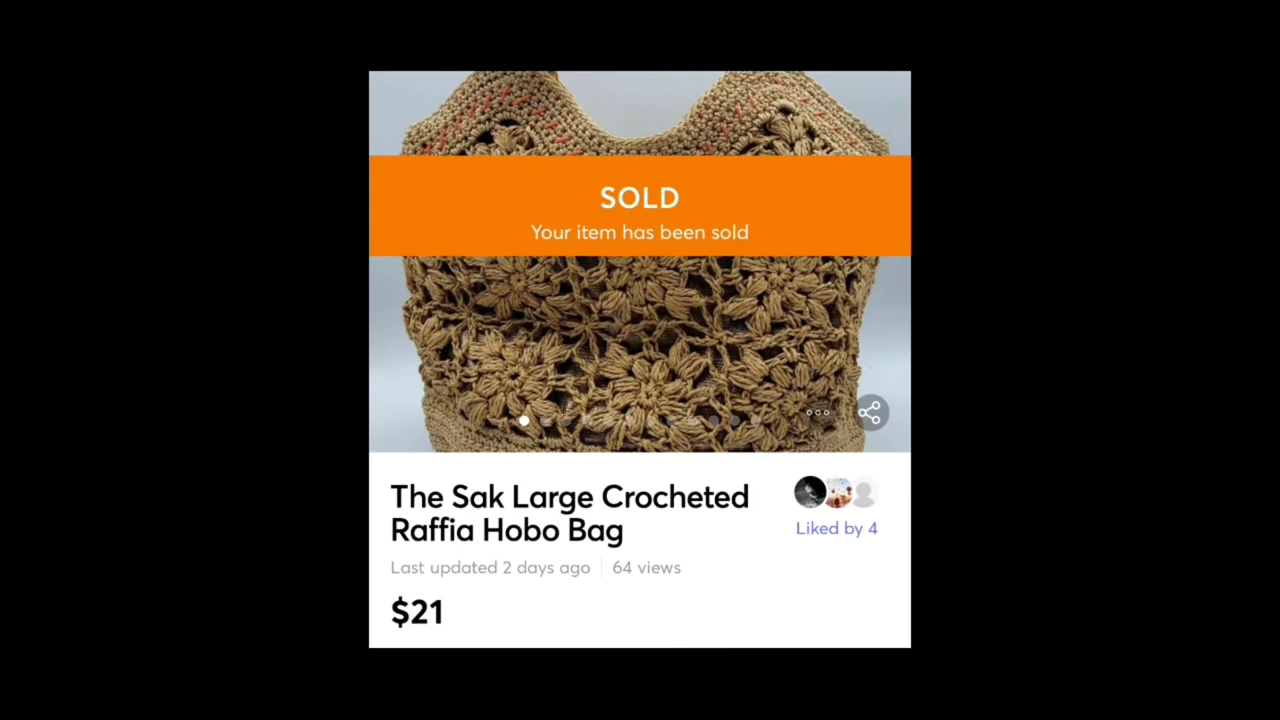 SOLD
Your item has been sold
The Sak Large Crocheted
Raffia Hobo Bag
Liked by 4
Last updated 2 days ago 64 views
$21